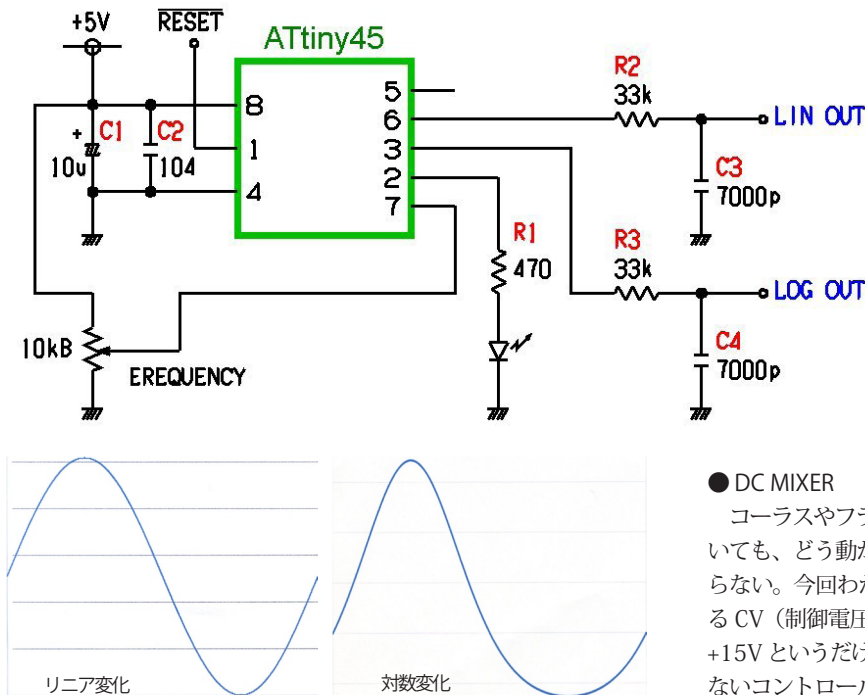 +5V
RESET
ATtiny45
8
1
4
5
6
3
2
7
+
C1
10u
C2
104
R2
33k
LIN OUT
C3
7000p
R1
470
R3
33k
LOG OUT
C4
7000p
10kB
EREQUENCY
リニア変化
対数変化
● DC MIXER
コーラスやフラ
いても、どう動か
らない。今回わか
る CV（制御電圧
+15V というだけ
ないコントロール